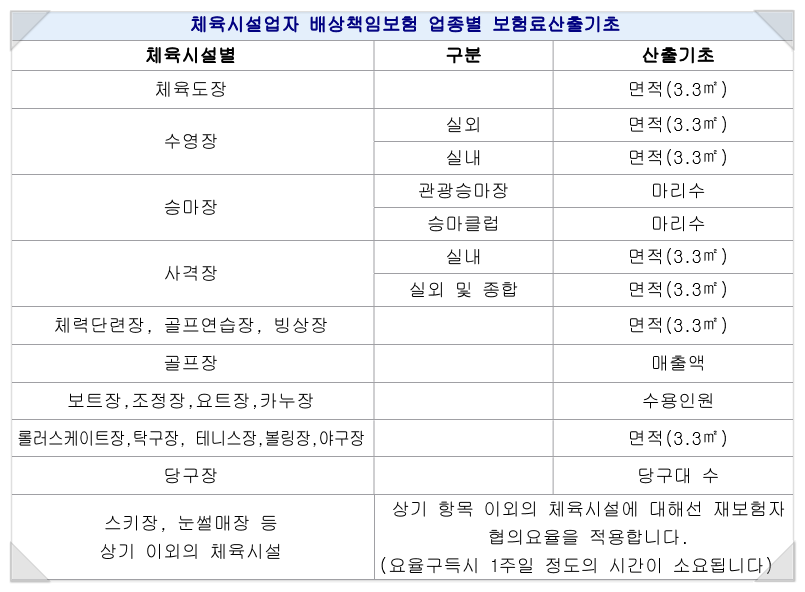 체육시설업자 배상책임보험 업종별 보험료산출기초
체육시설별 구분 산출기초
체육도장 면적(3.3㎡)
수영장 실외 면적(3.3㎡)
실내 면적(3.3㎡)
승마장 관광승마장 마리수
승마클럽 마리수
사격장 실내 면적(3.3㎡)
실외 및 종합 면적(3.3㎡)
체력단련장, 골프연습장, 빙상장 면적(3.3㎡)
골프장 매출액
보트장,조정장,요트장,카누장 수용인원
롤러스케이트장,탁구장, 테니스장,볼링장,야구장 면적(3.3㎡)
당구장 당구대 수
스키장, 눈썰매장 등
상기 이외의 체육시설
상기 항목 이외의 체육시설에 대해선 재보험자
협의요율을 적용합니다.
(요율구득시 1주일 정도의 시간이 소요됩니다)